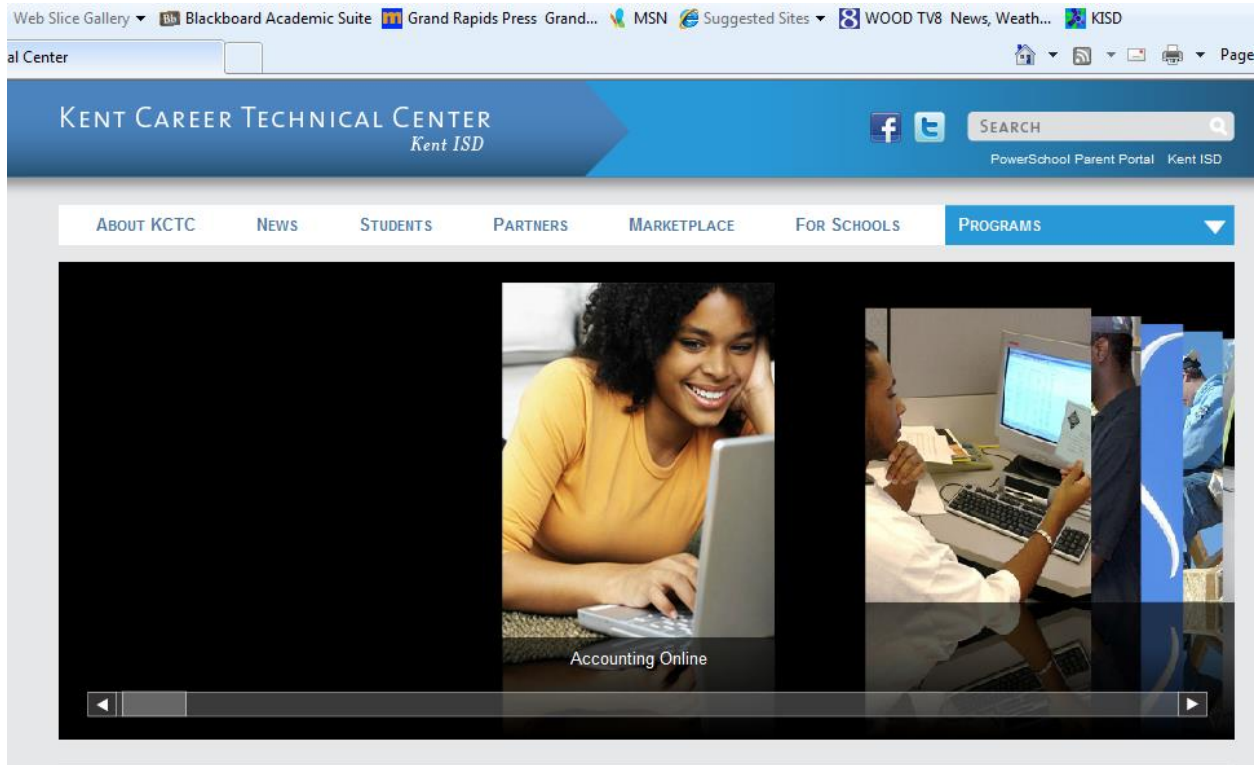 Web Slice Gallery Blackboard Academic Suite Grand Rapids Press Grand... MSN Suggested Sites WOOD TV8 News, Weath... KISD
al Center Page
KENT CAREER TECHNICAL CENTER
Kent ISD
SEARCH
PowerSchool Parent Portal Kent ISD
ABOUT KCTC NEWS STUDENTS PARTNERS MARKETPLACE FOR SCHOOLS PROGRAMS
Accounting Online